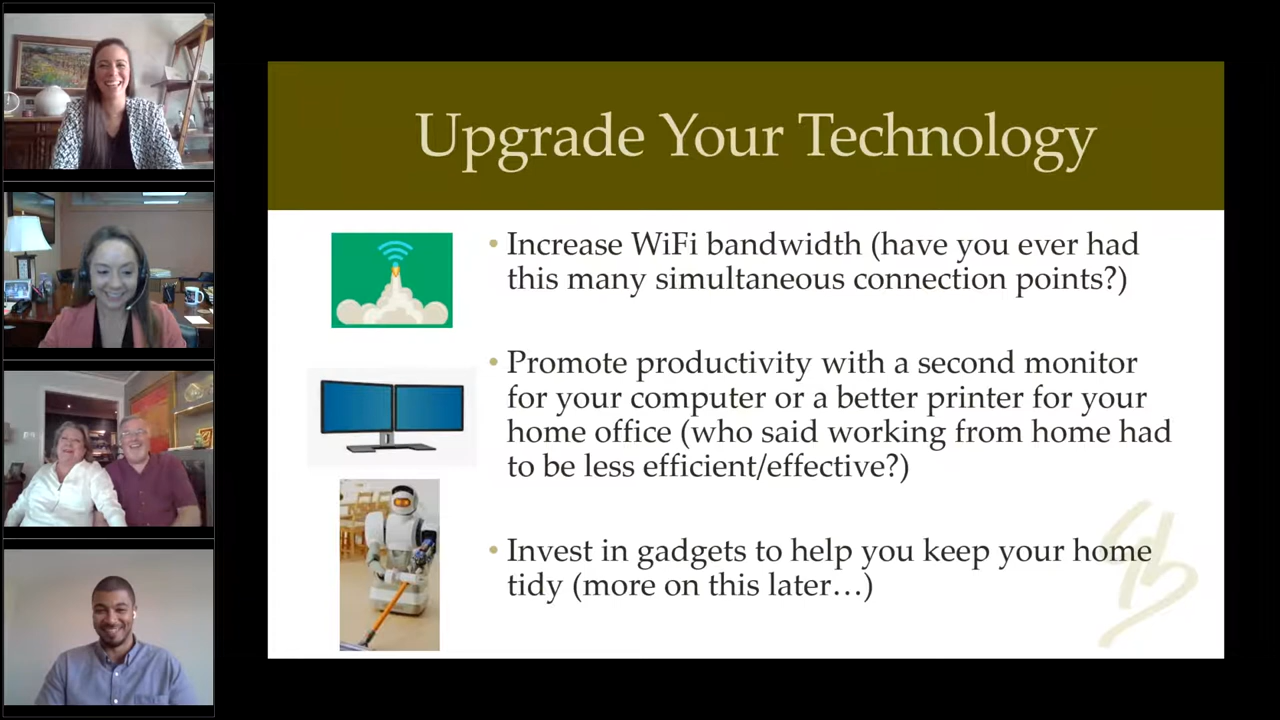 Upgrade Your Technology
• Increase WiFi bandwidth (have you ever had
this many simultaneous connection points?)
• Promote productivity with a second monitor
for your computer or a better printer for your
home office (who said working from home had
to be less efficient/effective?)
• Invest in gadgets to help you keep your home
tidy (more on this later…)